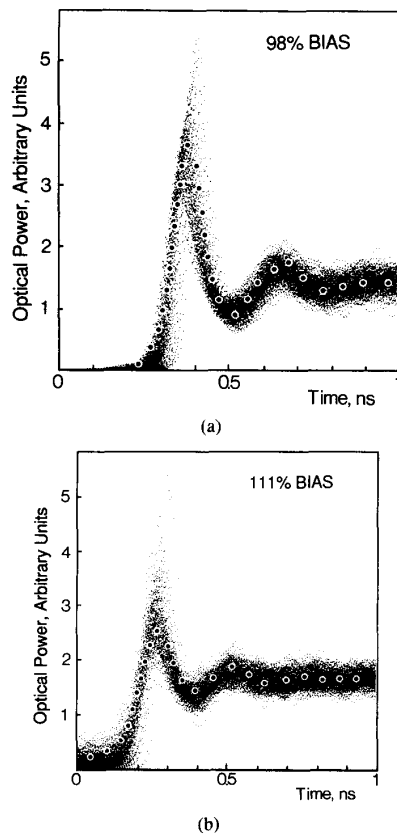 98% BIAS
Optical Power, Arbitrary Units
5
4
3
2
1
0
0.5
1
Time, ns
(a)
111% BIAS
Optical Power, Arbitrary Units
5
4
3
2
1
0
0.5
1
Time, ns
(b)